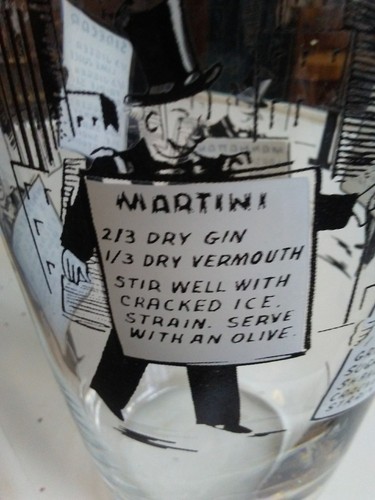 SIDECAR
MARTINI
2/3 DRY GIN
1/3 DRY VERMOUTH
STIR WELL WITH
CRACKED ICE.
STRAIN. SERVE
WITH AN OLIVE.